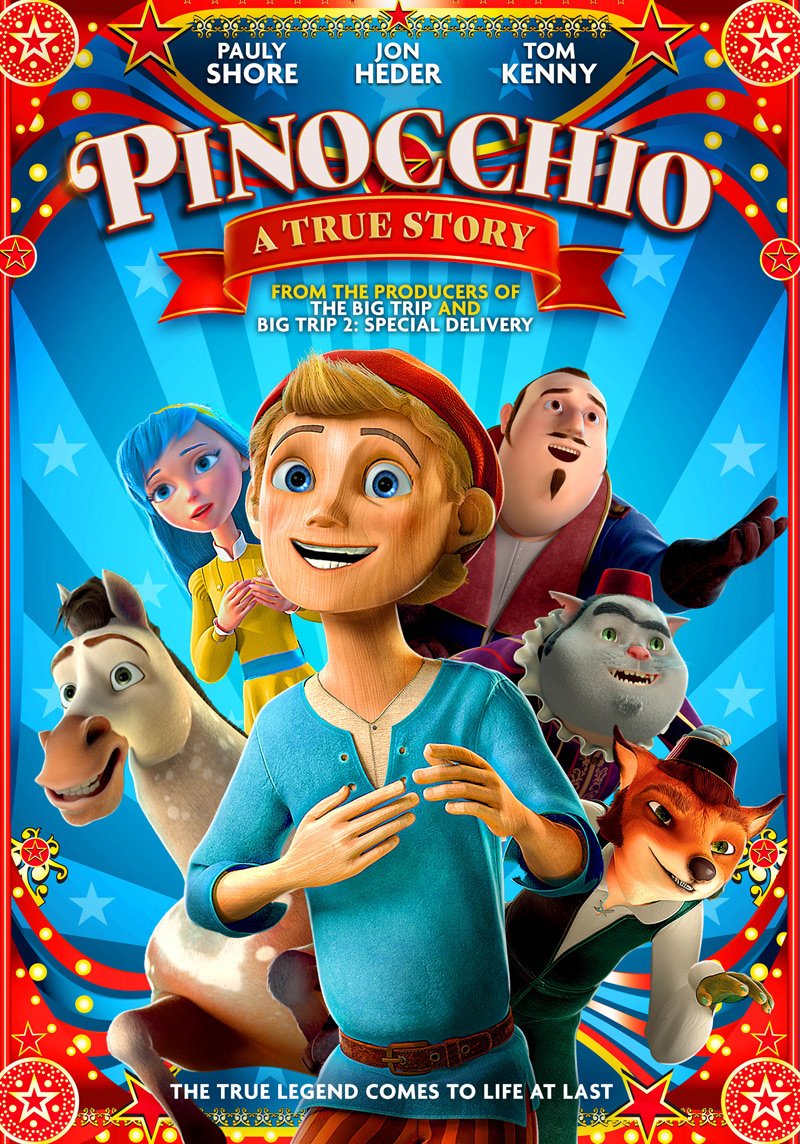 PAULY JON TOM
SHORE HEDER KENNY
PINOCCHIO
A TRUE STORY
FROM THE PRODUCERS OF
THE BIG TRIP AND
BIG TRIP 2: SPECIAL DELIVERY
THE TRUE LEGEND COMES TO LIFE AT LAST